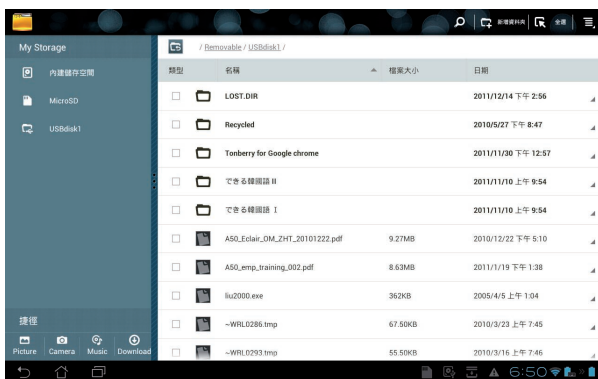 新增資料夾 全選
My Storage
內建儲存空間
MicroSD
USBdisk1
捷徑
Picture Camera Music Download
/ Removable / USBdisk1 /
類型 名稱 檔案大小 日期
LOST.DIR 2011/12/14 下午 2:56
Recycled 2010/5/27 下午 8:47
Tonberry for Google chrome 2011/11/30 下午 12:57
できる韓國語 II 2011/11/10 上午 9:54
できる韓國語 I 2011/11/10 上午 9:54
A50_Eclair_OM_ZHT_20101222.pdf 9.27MB 2010/12/22 下午 5:10
A50_emp_training_002.pdf 8.63MB 2011/1/19 下午 1:38
liu2000.exe 362KB 2005/4/5 上午 1:04
~WRL0286.tmp 67.50KB 2010/3/23 上午 7:45
~WRL0293.tmp 55.50KB 2010/3/16 上午 7:46
6:50